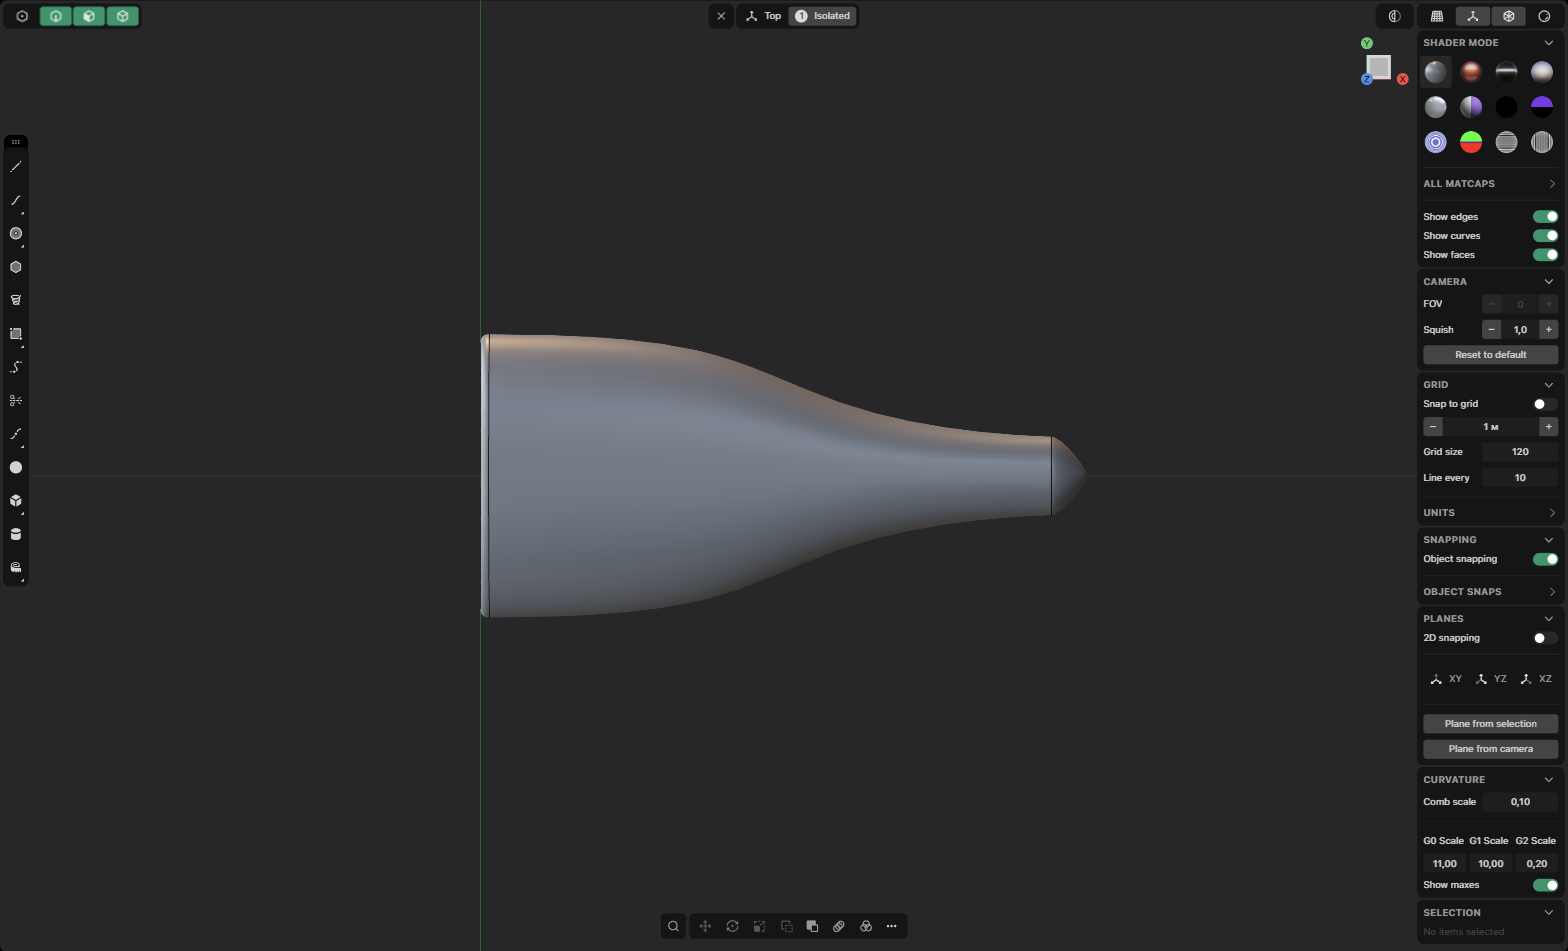 Top
1
Isolated
Y
Z
X
SHADER MODE
ALL MATCAPS
Show edges
Show curves
Show faces
CAMERA
FOV
− 0 +
Squish
− 1,0 +
Reset to default
GRID
Snap to grid
− 1 м +
Grid size 120
Line every 10
UNITS
SNAPPING
Object snapping
OBJECT SNAPS
PLANES
2D snapping
XY YZ XZ
Plane from selection
Plane from camera
CURVATURE
Comb scale 0,10
G0 Scale G1 Scale G2 Scale
11,00 10,00 0,20
Show maxes
SELECTION
No items selected